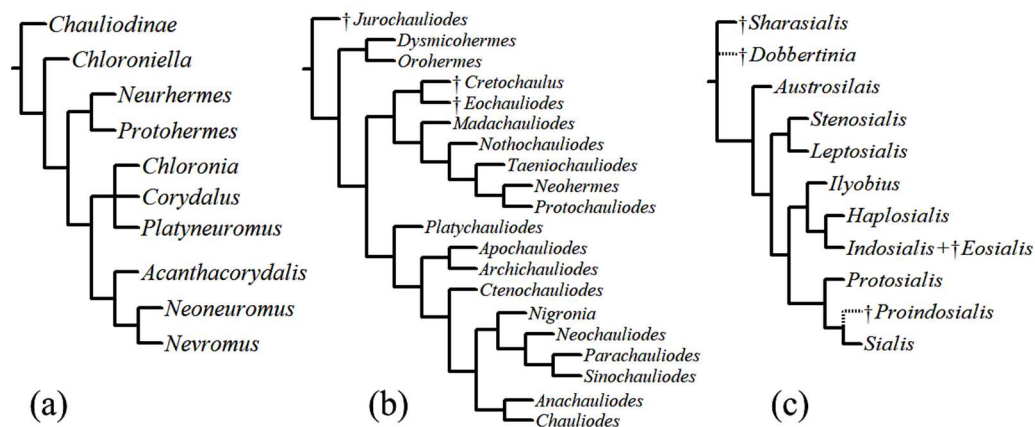 Chauliodinae
Chloroniella
Neurhermes
Protohermes
Chloronia
Corydalus
Platyneuromus
Acanthacorydalis
Neoneuromus
Nevromus
(a)
†Jurochauliodes
Dysmicohermes
Orohermes
†Cretochaulus
†Eochauliodes
Madachauliodes
Nothochauliodes
Taeniochauliodes
Neohermes
Protochauliodes
Platychauliodes
Apochauliodes
Archichauliodes
Ctenochauliodes
Nigronia
Neochauliodes
Parachauliodes
Sinochauliodes
Anachauliodes
Chauliodes
(b)
†Sharasialis
†Dobbertinia
Austrosilais
Stenosialis
Leptosialis
Ilyobius
Haplosialis
Indosialis+†Eosialis
Protosialis
†Proindosialis
Sialis
(c)